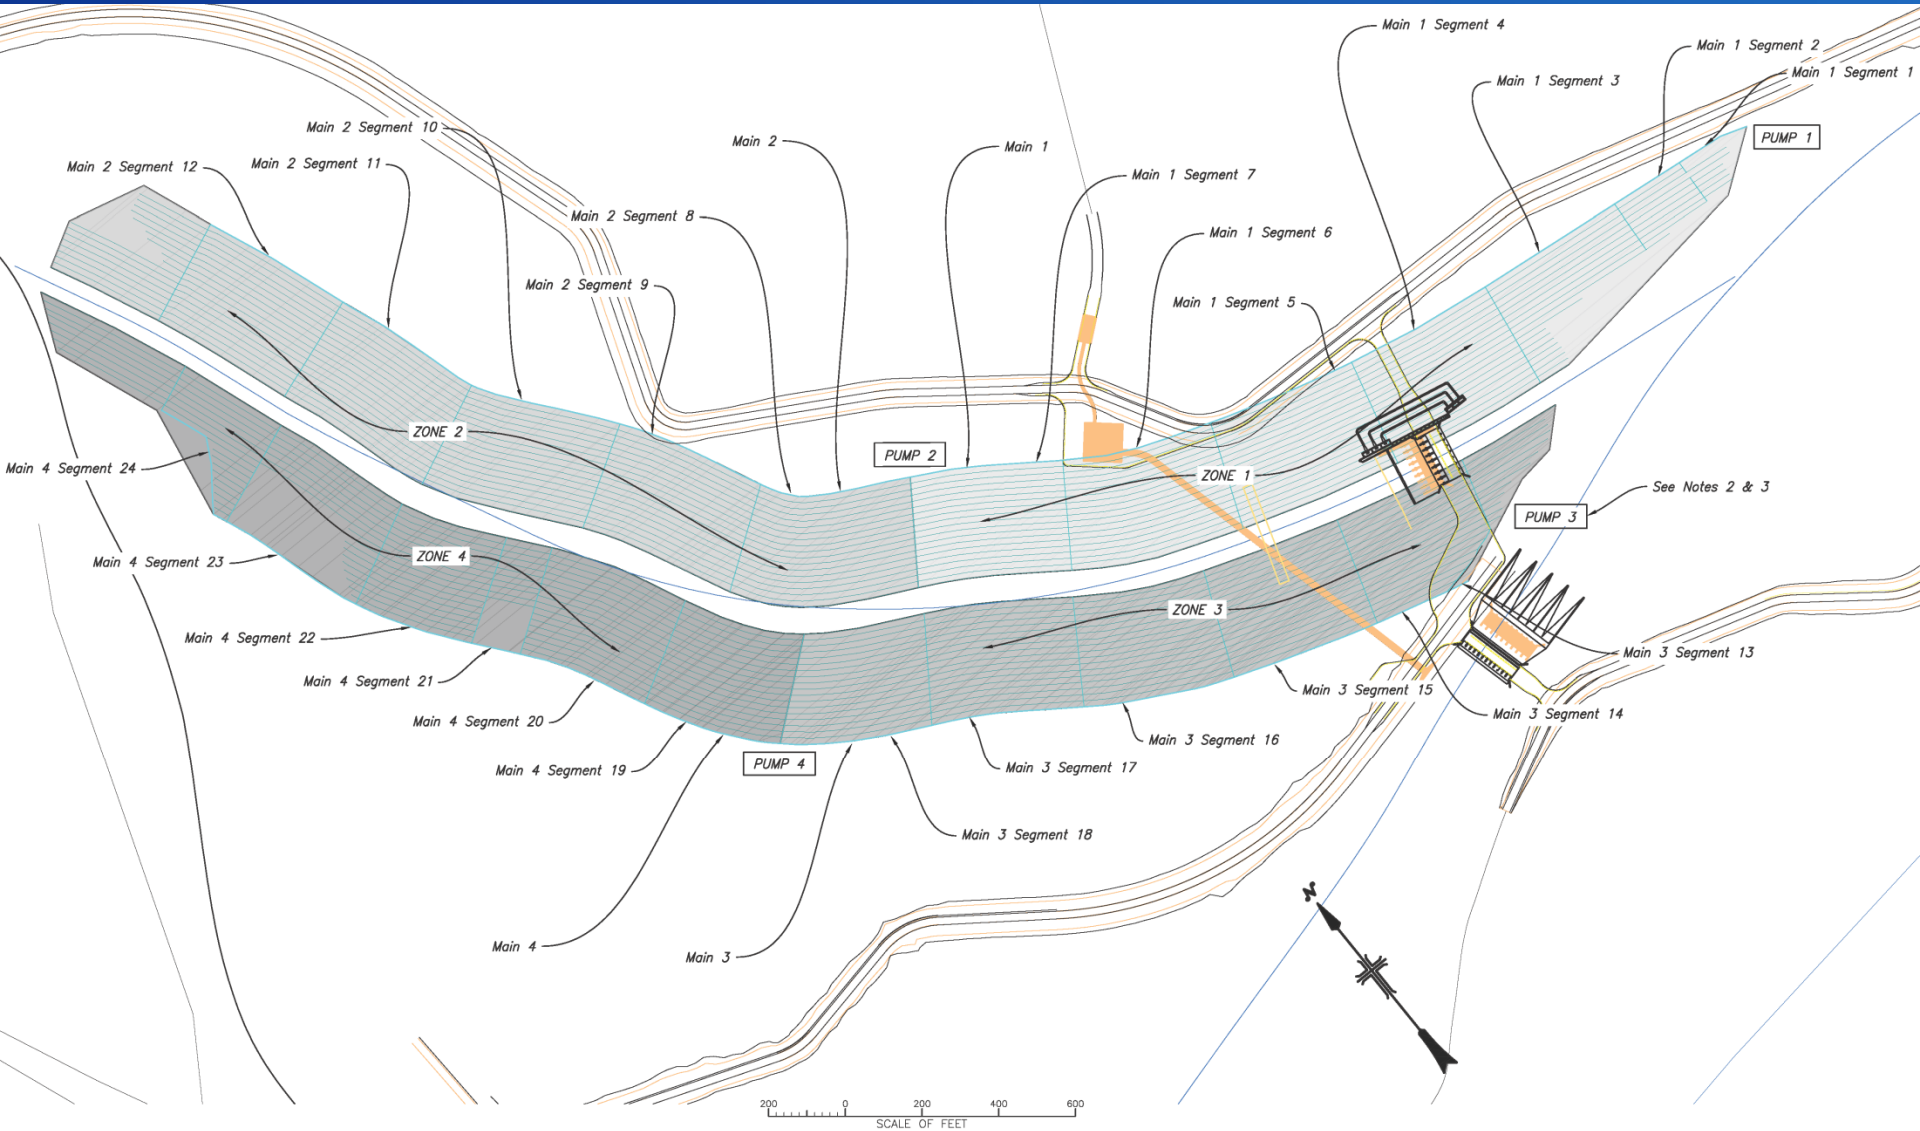 Main 1 Segment 4
Main 1 Segment 2
Main 1 Segment 1
Main 1 Segment 3
Main 2 Segment 10
PUMP 1
Main 2
Main 1
Main 2 Segment 12
Main 2 Segment 11
Main 1 Segment 7
Main 2 Segment 8
Main 1 Segment 6
Main 2 Segment 9
Main 1 Segment 5
ZONE 2
PUMP 2
Main 4 Segment 24
ZONE 1
See Notes 2 & 3
PUMP 3
Main 4 Segment 23
ZONE 4
ZONE 3
Main 4 Segment 22
Main 3 Segment 13
Main 4 Segment 21
Main 3 Segment 15
Main 4 Segment 20
Main 3 Segment 14
Main 3 Segment 16
PUMP 4
Main 4 Segment 19
Main 3 Segment 17
Main 3 Segment 18
N
Main 4
Main 3
200 0 200 400 600
SCALE OF FEET